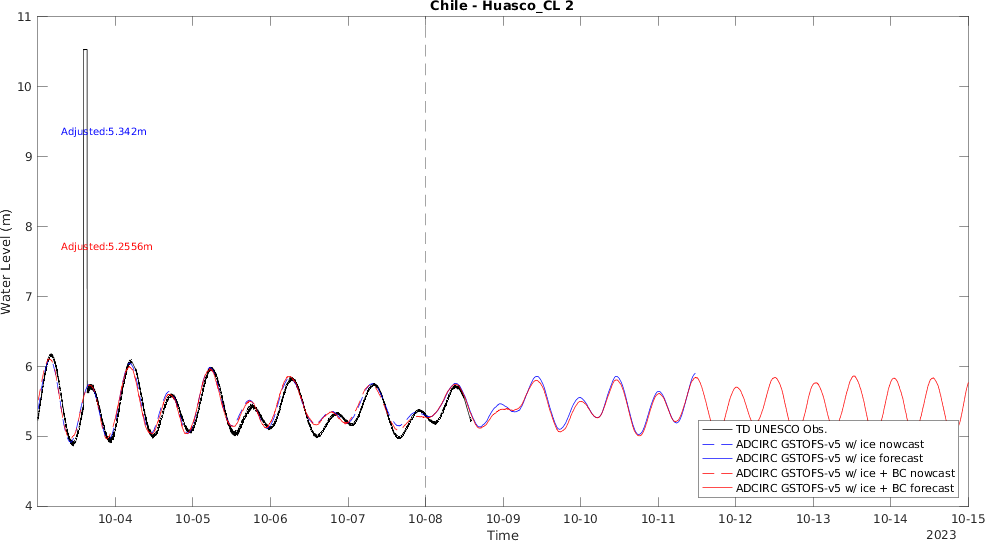 Chile - Huasco_CL 2
11
10
9
8
7
6
5
4
Water Level (m)
Adjusted:5.342m
Adjusted:5.2556m
TD UNESCO Obs.
ADCIRC GSTOFS-v5 w/ ice nowcast
ADCIRC GSTOFS-v5 w/ ice forecast
ADCIRC GSTOFS-v5 w/ ice + BC nowcast
ADCIRC GSTOFS-v5 w/ ice + BC forecast
10-04 10-05 10-06 10-07 10-08 10-09 10-10 10-11 10-12 10-13 10-14 10-15
Time
2023